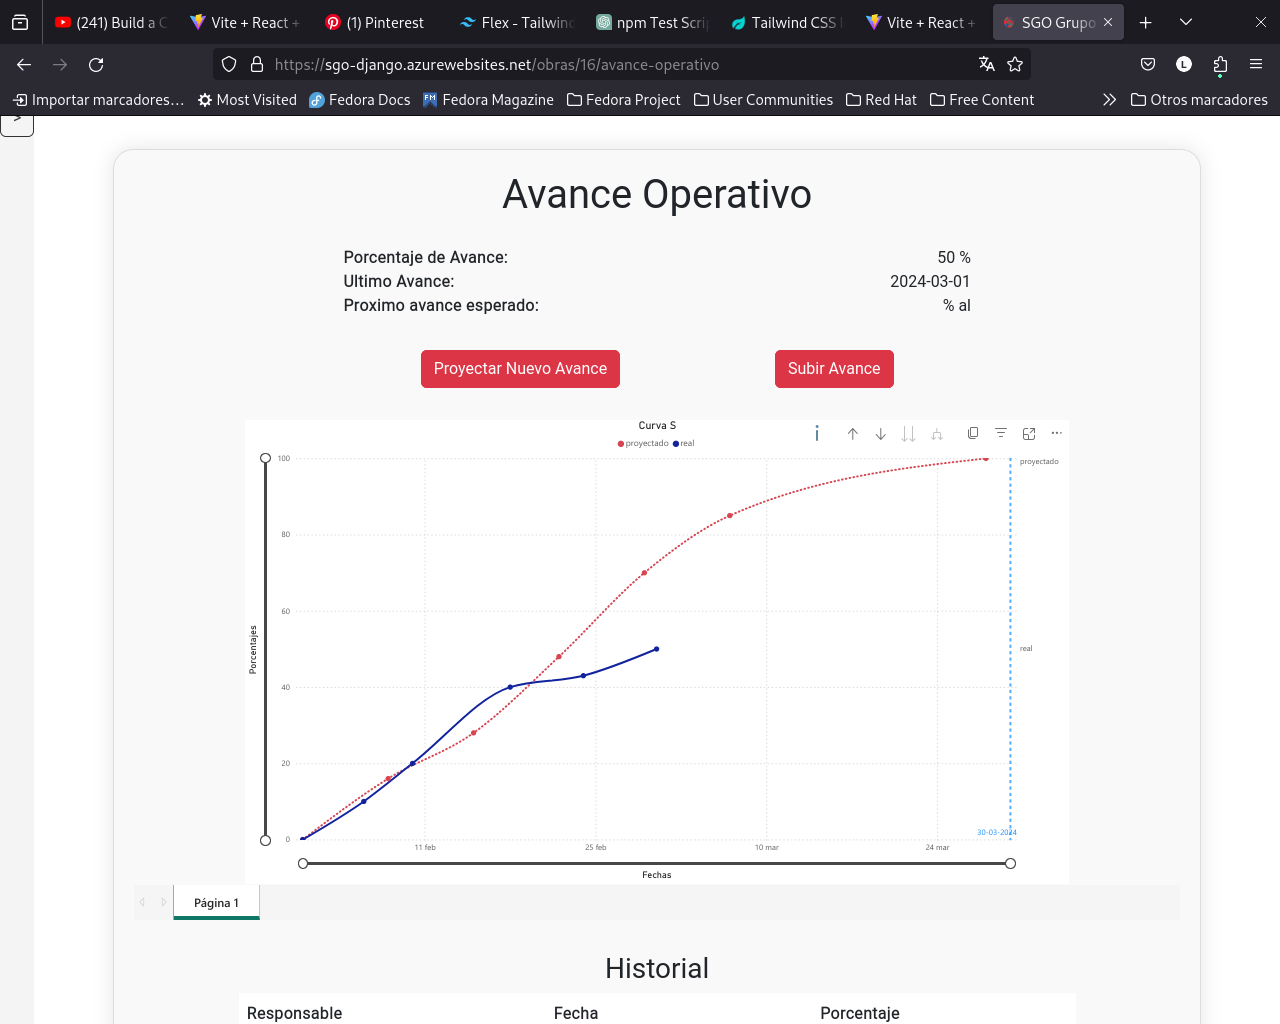 (241) Build a C
Vite + React +
(1) Pinterest
Flex - Tailwind
npm Test Scrip
Tailwind CSS
Vite + React +
SGO Grupo
https://sgo-django.azurewebsites.net/obras/16/avance-operativo
L
Importar marcadores…
Most Visited
Fedora Docs
Fedora Magazine
Fedora Project
User Communities
Red Hat
Free Content
Otros marcadores
>
Avance Operativo
Porcentaje de Avance: 50 %
Ultimo Avance: 2024-03-01
Proximo avance esperado: % al
Proyectar Nuevo Avance
Subir Avance
Curva S
proyectado real
100
80
60
40
20
0
Porcentajes
proyectado
real
30-03-2024
11 feb
25 feb
10 mar
24 mar
Fechas
Página 1
Historial
Responsable Fecha Porcentaje